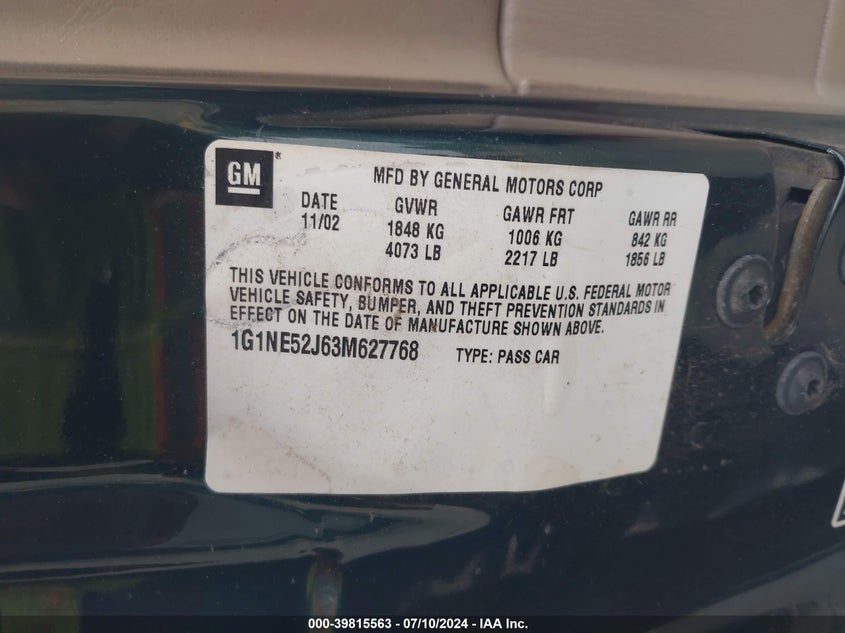 GM®
MFD BY GENERAL MOTORS CORP
DATE GVWR GAWR FRT GAWR RR
11/02 1848 KG 1006 KG 842 KG
4073 LB 2217 LB 1856 LB
THIS VEHICLE CONFORMS TO ALL APPLICABLE U.S. FEDERAL MOTOR
VEHICLE SAFETY, BUMPER, AND THEFT PREVENTION STANDARDS IN
EFFECT ON THE DATE OF MANUFACTURE SHOWN ABOVE.
1G1NE52J63M627768 TYPE: PASS CAR
000-39815563 / 07/10/2024 / IAA Inc.